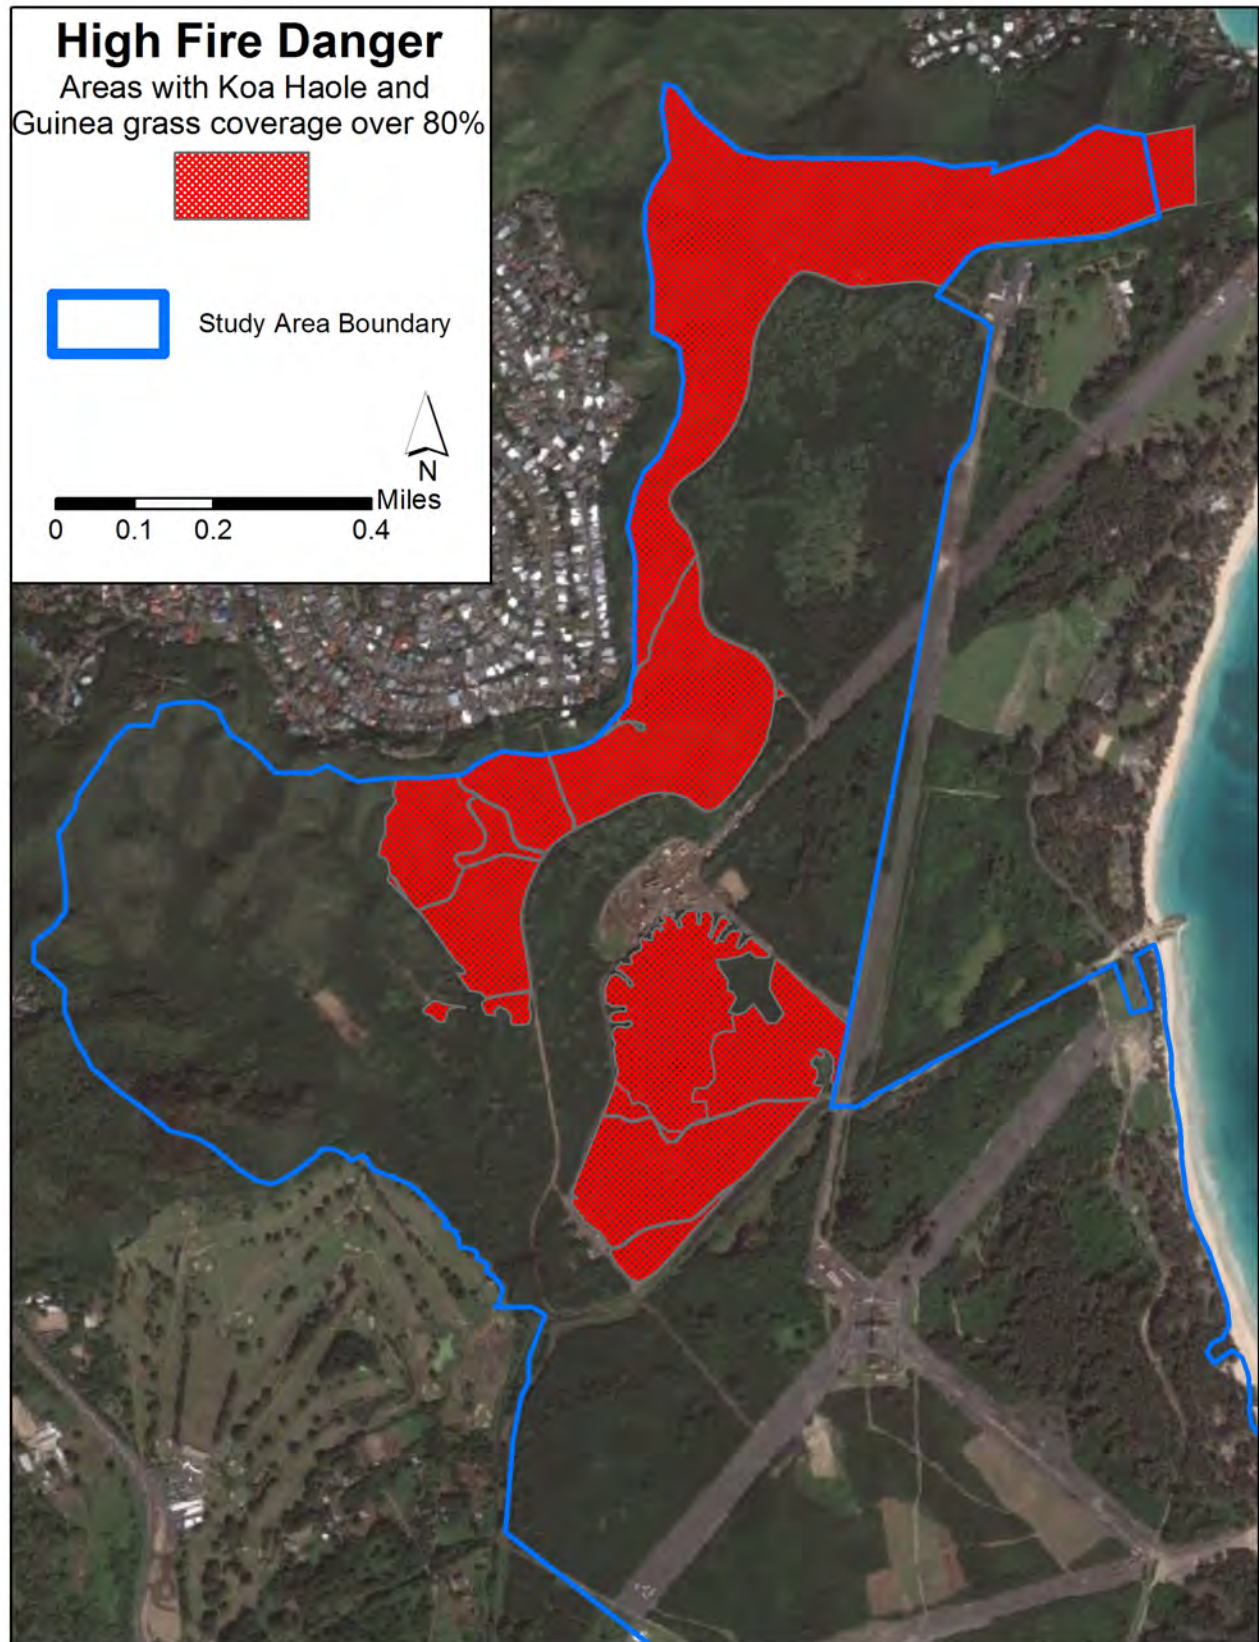 High Fire Danger
Areas with Koa Haole and
Guinea grass coverage over 80%
Study Area Boundary
N
Miles
0 0.1 0.2 0.4